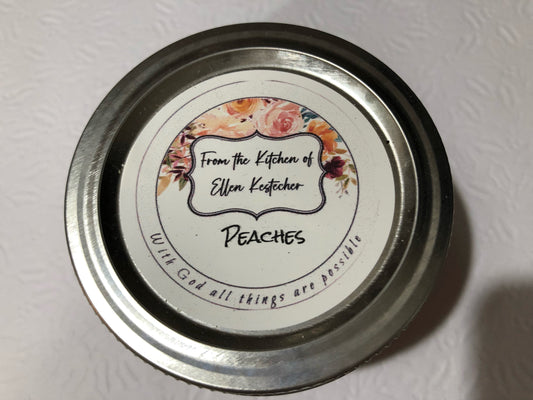 From the Kitchen of
Ellen Kestecher
PEACHES
With God all things are possible